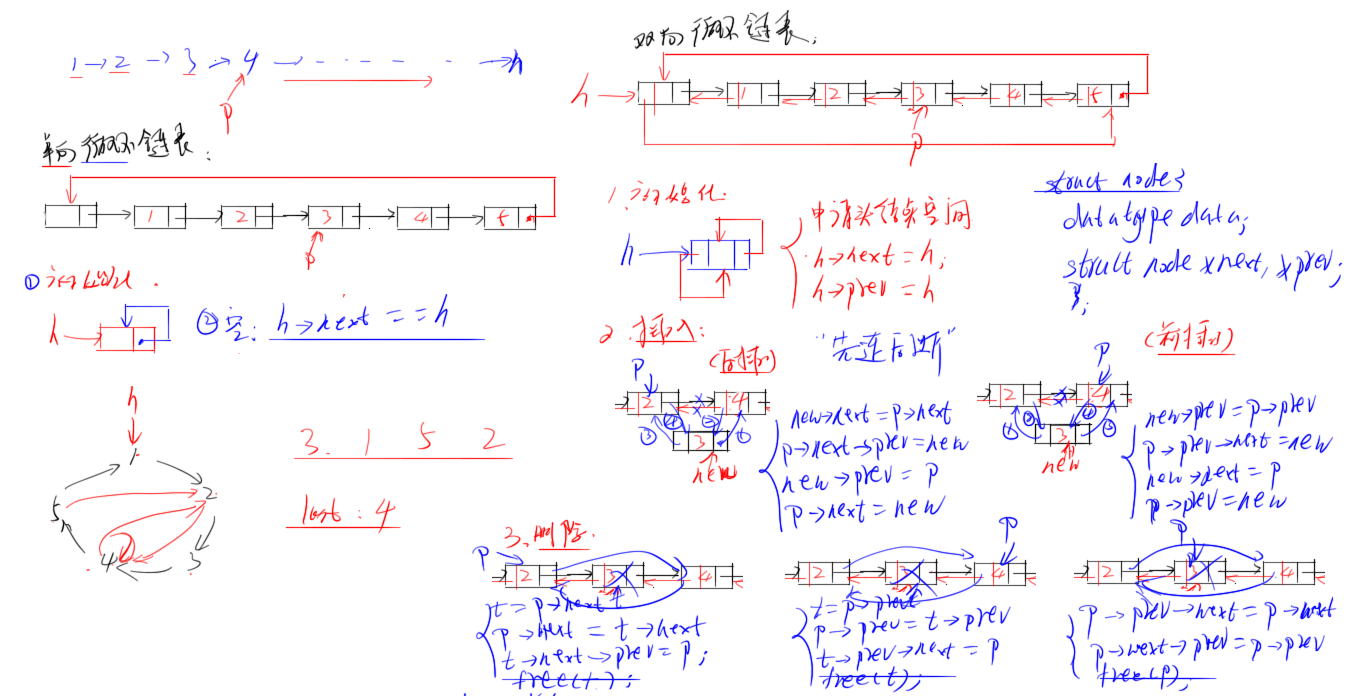 1 → 2 → 3 → 4 → - · - - - · → n
p
单向循环链表:
1 2 3 4 5
p
① 初始化.
h
② 空: h→next == h
h
1
2
3
4
5
3. 1 5 2
last : 4
双向循环链表;
h 1 2 3 4 5
p
1. 初始化:
h
申请头结点空间
h→next = h;
h→prev = h
struct node{
datatype data;
struct node *next, *prev;
};
2. 插入:
(后插) "先连后断"
p
2 4
3
new
new→next = p→next
p→next→prev = new
new→prev = p
p→next = new
(前插)
p
2 4
3
new
new→prev = p→prev
p→prev→next = new
new→next = p
p→prev = new
3. 删除.
p
2 3 4
t = p→next
p→next = t→next
t→next→prev = p;
free(t);
p
2 3 4
t = p→prev
p→prev = t→prev
t→prev→next = p
free(t);
p
2 3 4
p→prev→next = p→next
p→next→prev = p→prev
free(p);